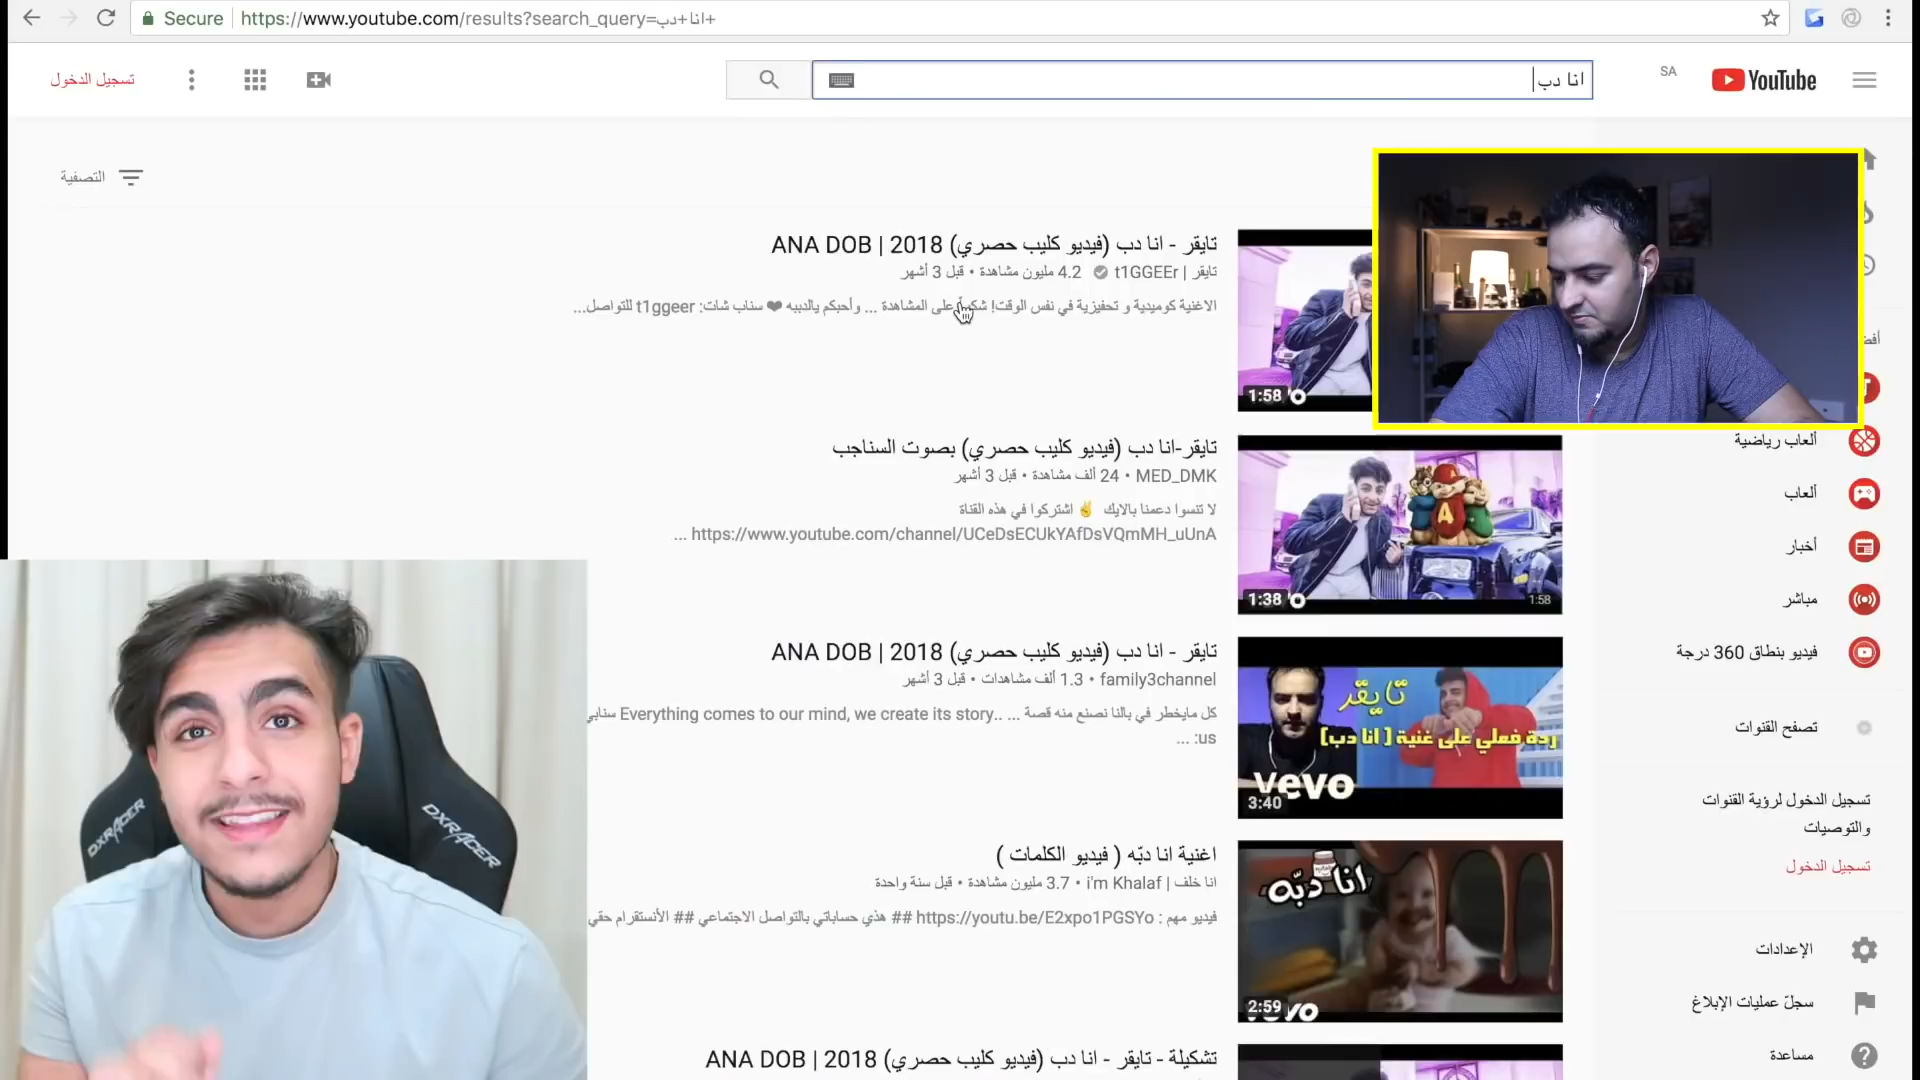 Secure
https://www.youtube.com/results?search_query=انا+دب+
YouTube
SA
انا دب
تسجيل الدخول
التصفية
تايقر - انا دب (فيديو كليب حصري) ANA DOB | 2018
تايقر | t1GGEEr
4.2 مليون مشاهدة • قبل 3 أشهر
الاغنية كوميدية و تحفيزية في نفس الوقت! على المشاهدة ... وأحبكم يالدببه ❤ سناب شات: t1ggeer للتواصل...
1:58
تايقر-انا دب (فيديو كليب حصري) بصوت السناجب
MED_DMK • 24 ألف مشاهدة • قبل 3 أشهر
لا تنسوا دعمنا بالايك ✌ اشتركوا في هذه القناة
https://www.youtube.com/channel/UCeDsECUkYAfDsVQmMH_uUnA ...
A
1:38
1:58
تايقر - انا دب (فيديو كليب حصري) ANA DOB | 2018
family3channel • 1.3 ألف مشاهدات • قبل 3 أشهر
كل مايخطر في بالنا نصنع منه قصة ... ..Everything comes to our mind, we create its story سنابي
us: ...
تايقر
ردة فعلي على غنية [ انا دب]
vevo
3:40
اغنية انا دبّه ( فيديو الكلمات )
انا خلف | i'm Khalaf • 3.7 مليون مشاهدة • قبل سنة واحدة
فيديو مهم : https://youtu.be/E2xpo1PGSYo ## هذي حساباتي بالتواصل الاجتماعي ## الأنستقرام حقي
انا دبّه
2:59
تشكيلة - تايقر - انا دب (فيديو كليب حصري) ANA DOB | 2018
ألعاب رياضية
ألعاب
أخبار
مباشر
فيديو بنطاق 360 درجة
تصفح القنوات
تسجيل الدخول لرؤية القنوات
والتوصيات
تسجيل الدخول
الإعدادات
سجلّ عمليات الإبلاغ
مساعدة
DXRACER
DXRACER